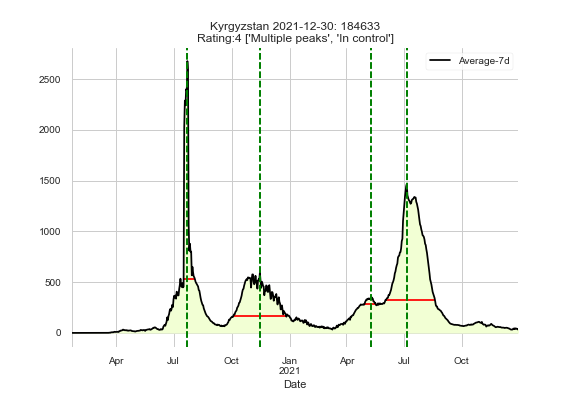 Kyrgyzstan 2021-12-30: 184633
Rating:4 ['Multiple peaks', 'In control']
Average-7d
2500
2000
1500
1000
500
0
Apr Jul Oct Jan Apr Jul Oct
2021
Date